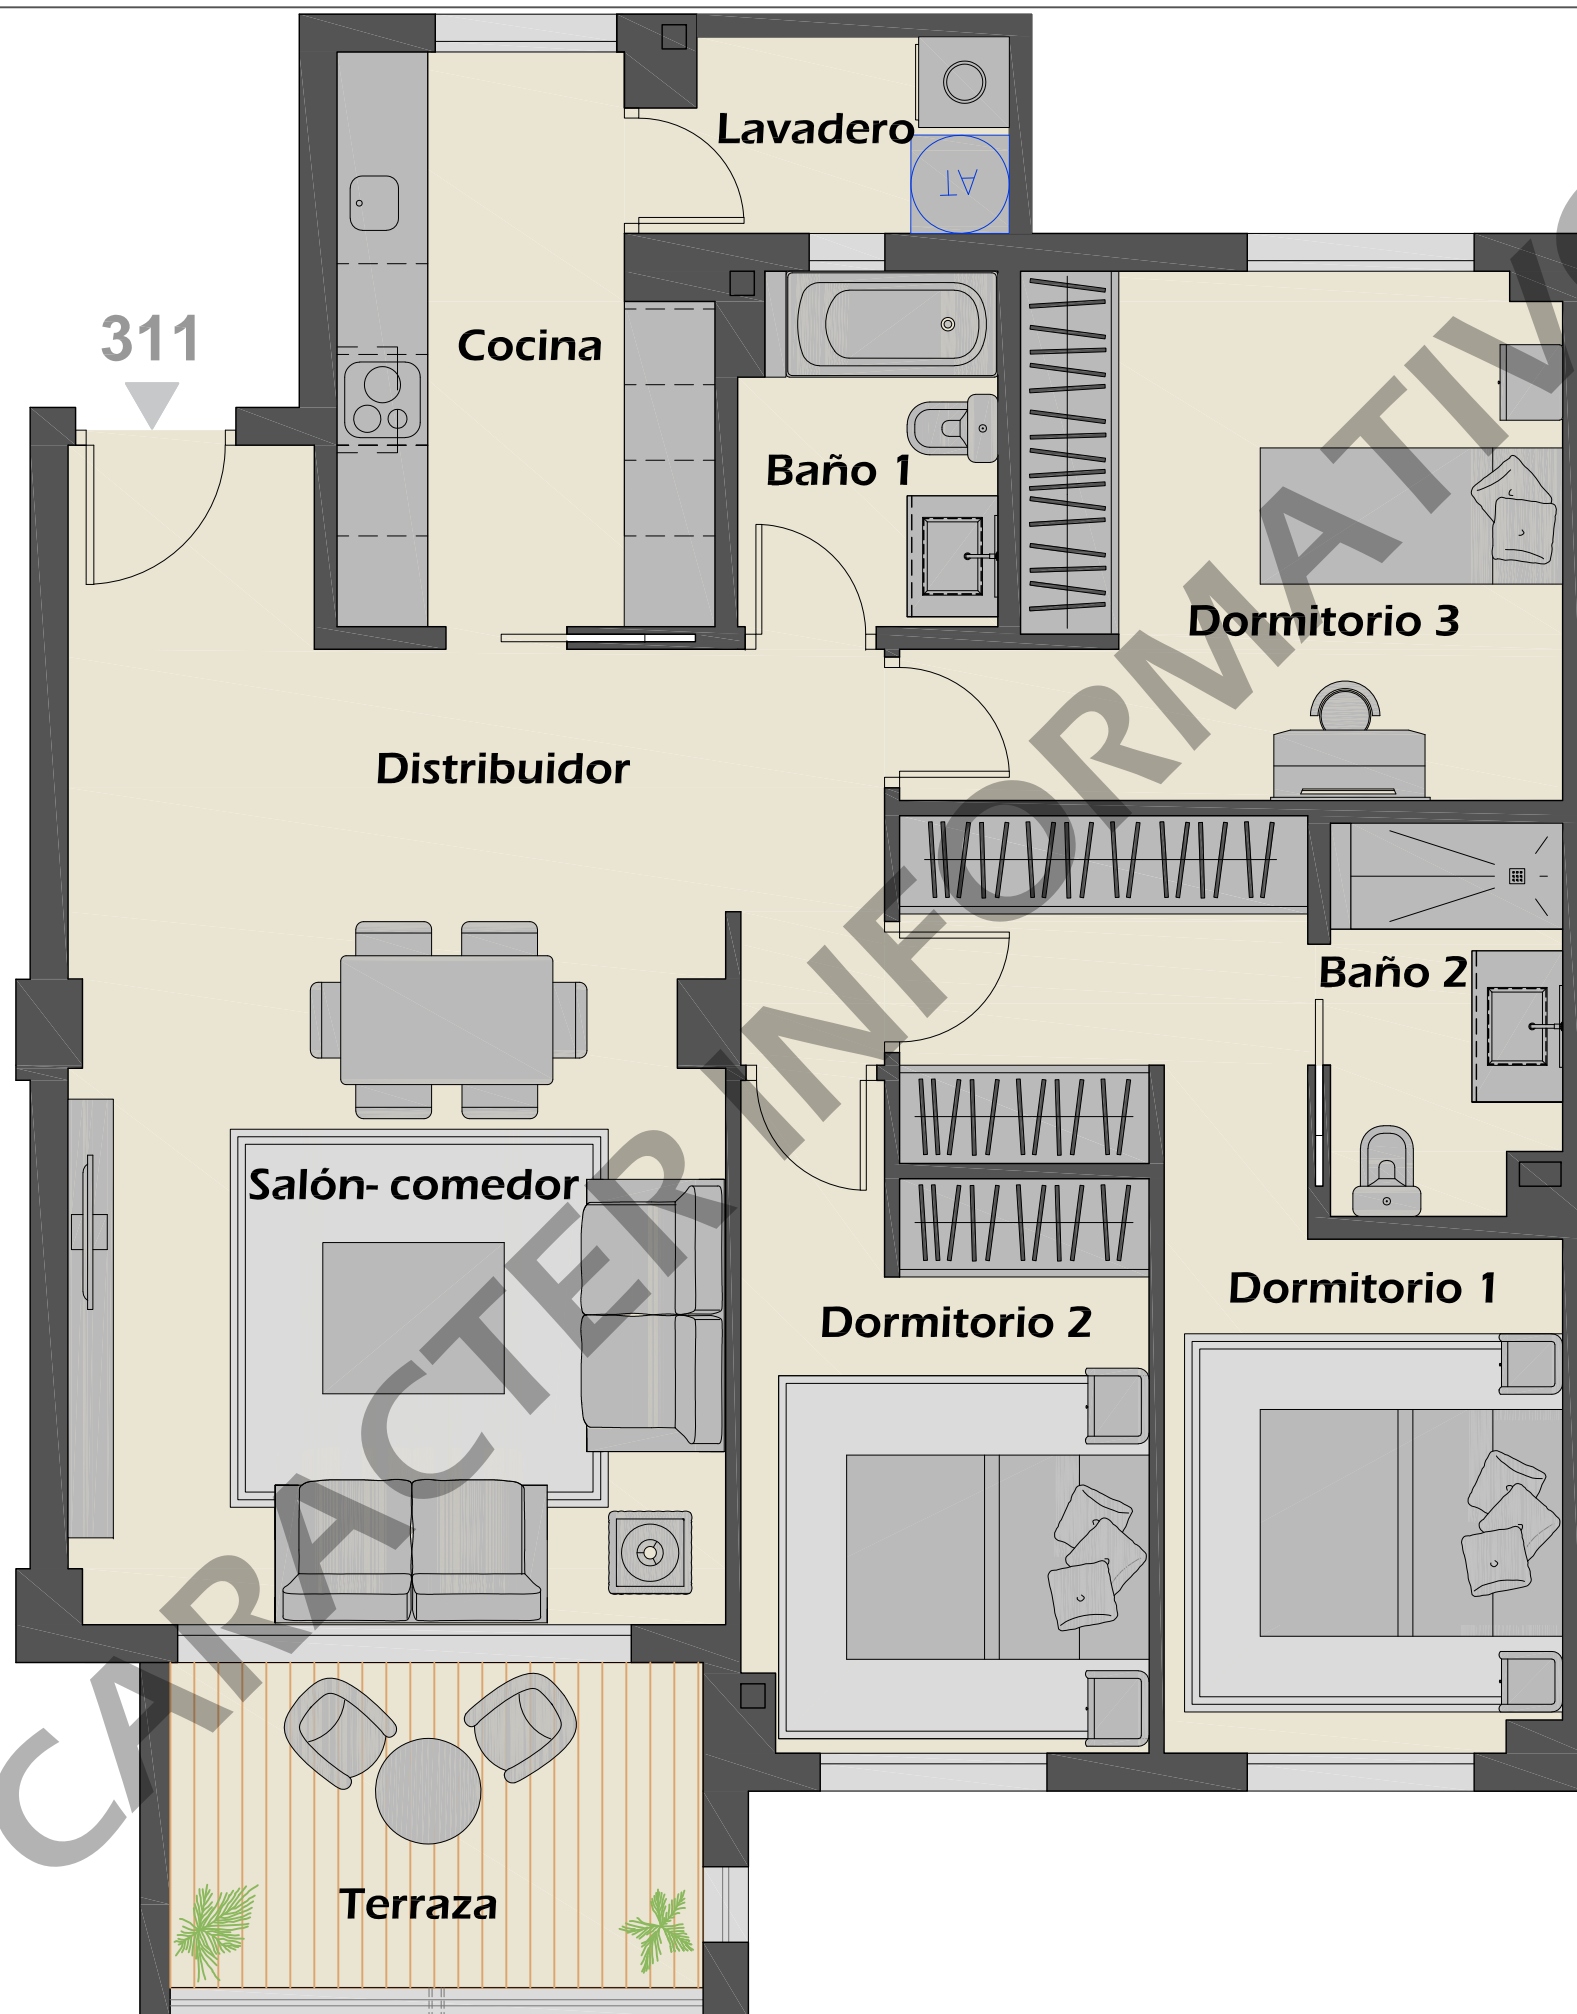 Lavadero
TA
311
Cocina
Baño 1
Dormitorio 3
Distribuidor
Baño 2
Salón- comedor
Dormitorio 1
Dormitorio 2
Terraza
CARACTER INFORMATIVO